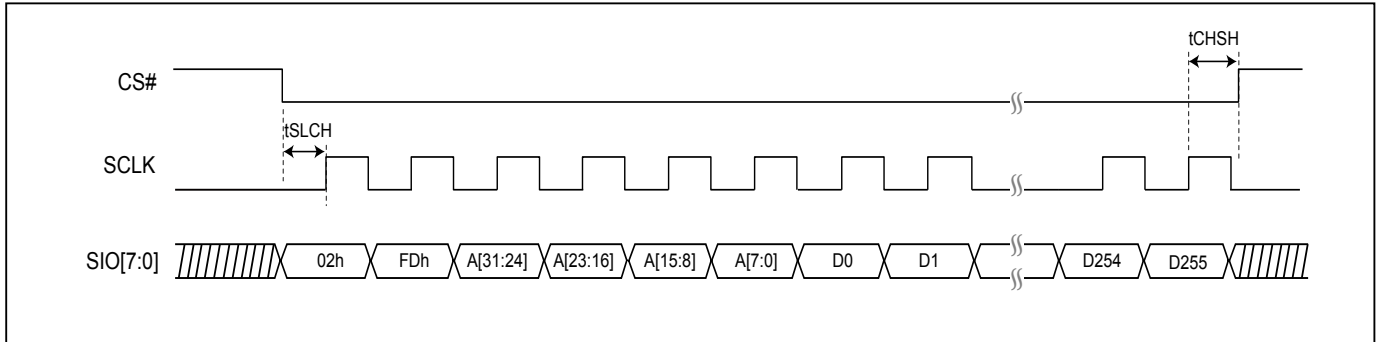 tCHSH
CS#
tSLCH
SCLK
SIO[7:0] 02h FDh A[31:24] A[23:16] A[15:8] A[7:0] D0 D1 D254 D255